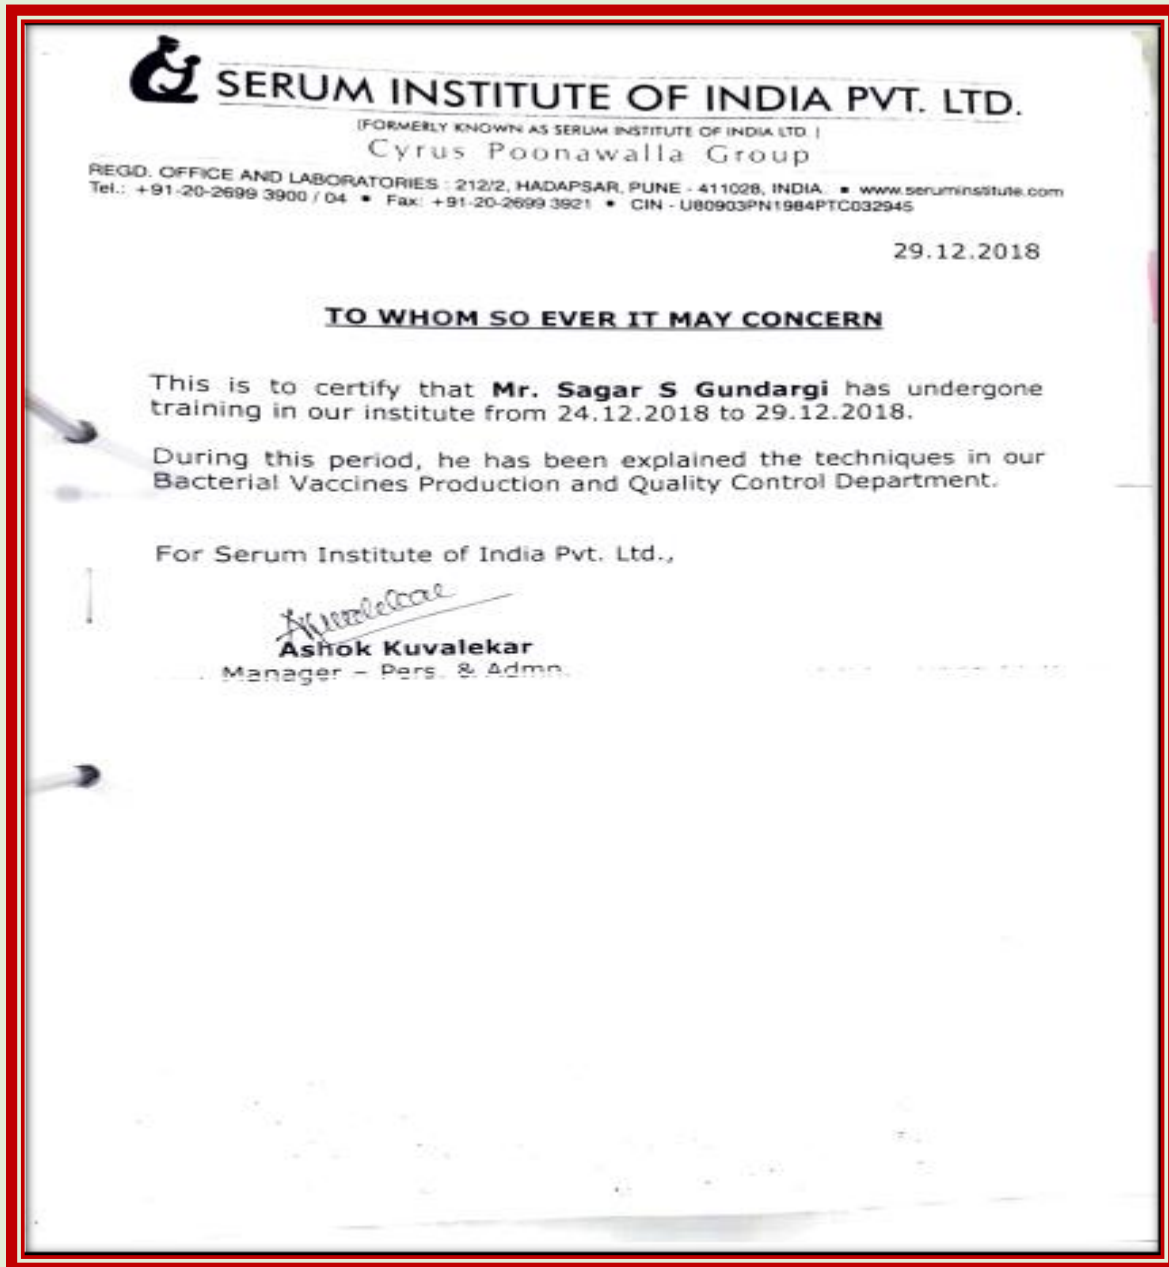 SERUM INSTITUTE OF INDIA PVT. LTD.
(FORMERLY KNOWN AS SERUM INSTITUTE OF INDIA LTD.)
Cyrus Poonawalla Group
REGD. OFFICE AND LABORATORIES : 212/2, HADAPSAR, PUNE - 411028, INDIA. ■ www.seruminstitute.com
Tel.: +91-20-2699 3900 / 04 • Fax: +91-20-2699 3921 • CIN - U80903PN1984PTC032945
29.12.2018
TO WHOM SO EVER IT MAY CONCERN
This is to certify that Mr. Sagar S Gundargi has undergone
training in our institute from 24.12.2018 to 29.12.2018.
During this period, he has been explained the techniques in our
Bacterial Vaccines Production and Quality Control Department.
For Serum Institute of India Pvt. Ltd.,
AKuvalekar
Ashok Kuvalekar
Manager – Pers. & Admn.